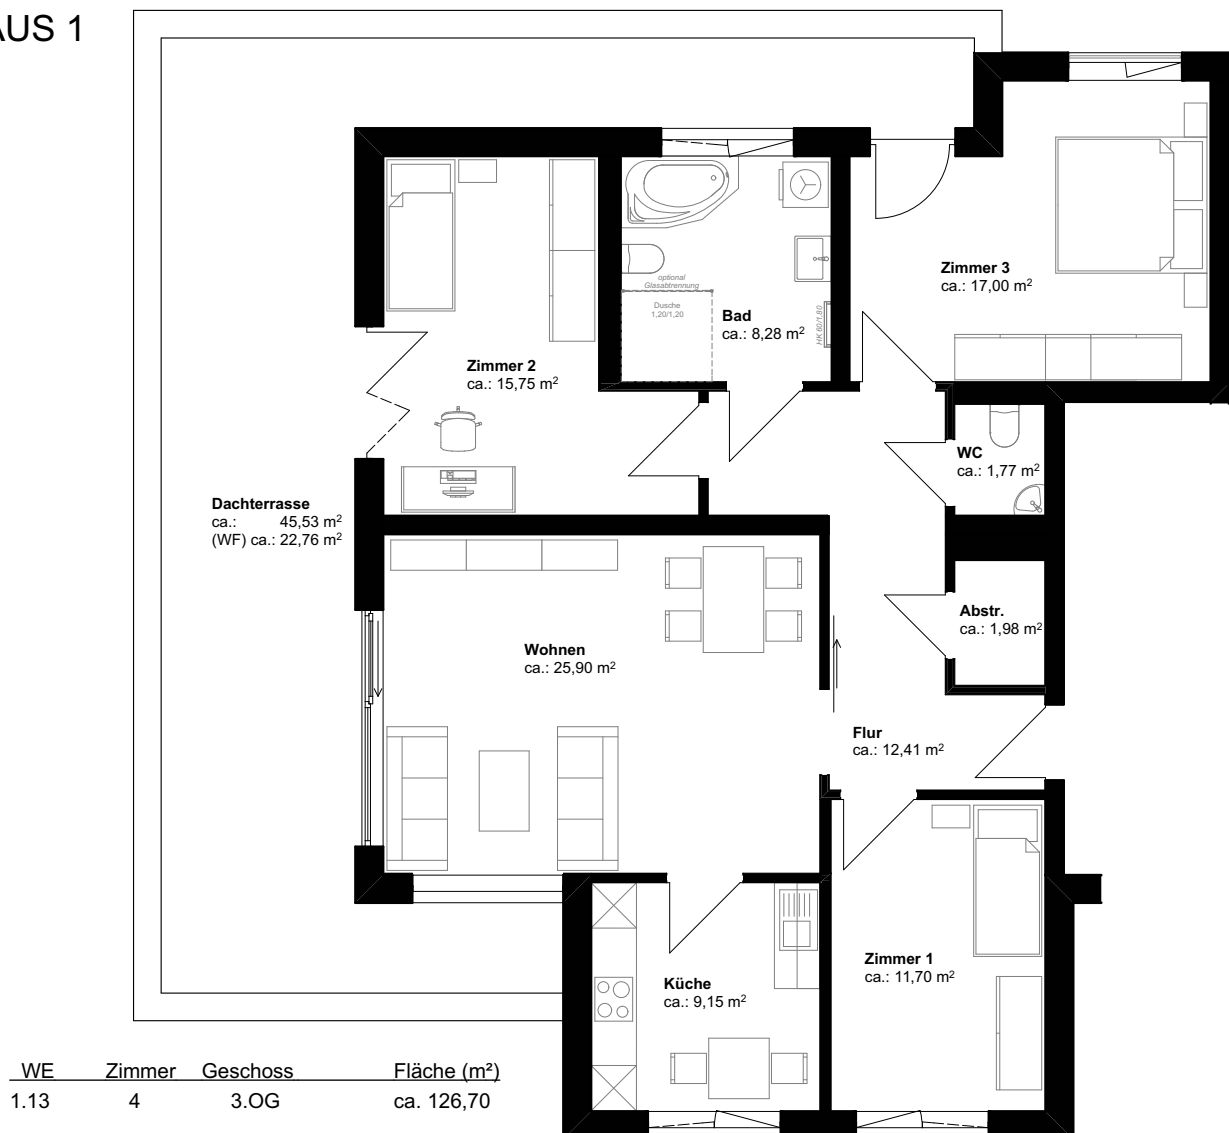 AUS 1
Zimmer 3
ca.: 17,00 m²
optional
Glasabtrennung
Dusche
1,20/1,20
Bad
ca.: 8,28 m²
HK 60/1,80
Zimmer 2
ca.: 15,75 m²
WC
ca.: 1,77 m²
Dachterrasse
ca.: 45,53 m²
(WF) ca.: 22,76 m²
Abstr.
ca.: 1,98 m²
Wohnen
ca.: 25,90 m²
Flur
ca.: 12,41 m²
Zimmer 1
ca.: 11,70 m²
Küche
ca.: 9,15 m²
WE Zimmer Geschoss Fläche (m²)
1.13 4 3.OG ca. 126,70